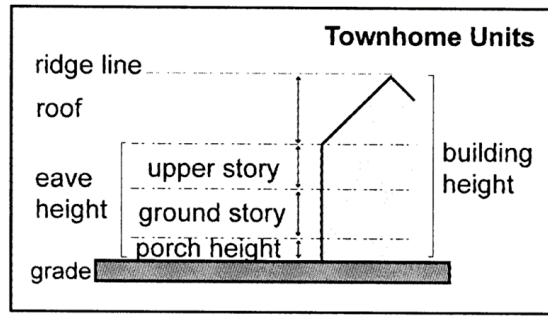 Townhome Units
ridge line
roof
upper story
building
height
eave
height
ground story
porch height
grade